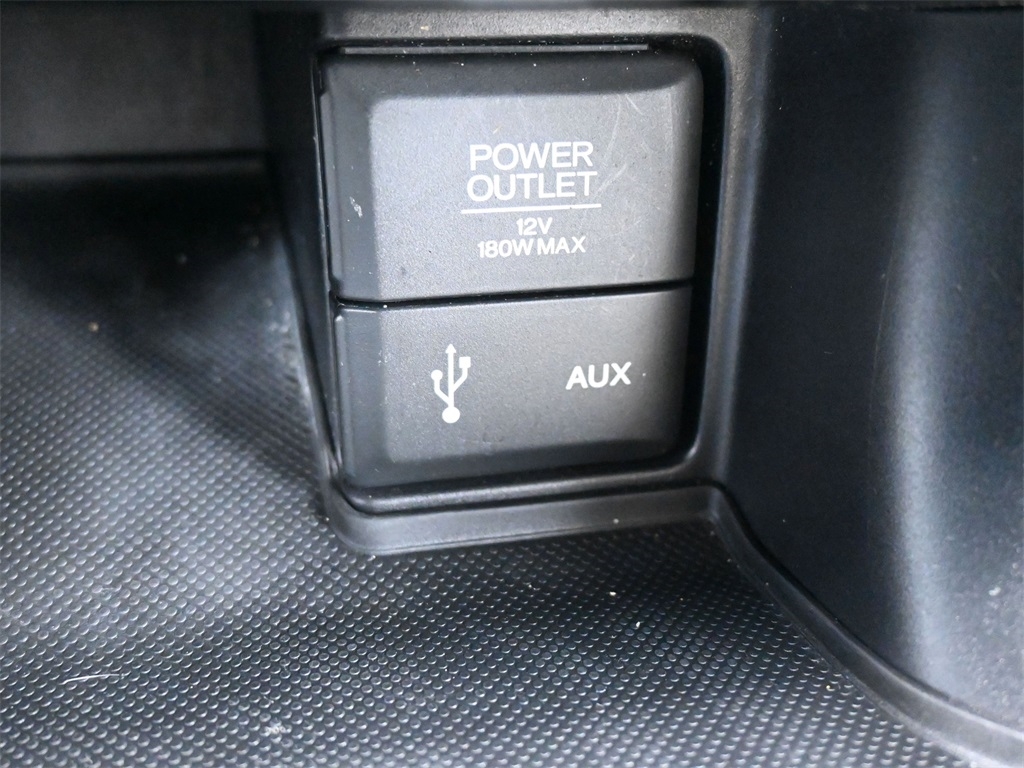 POWER
OUTLET
12V
180W MAX
AUX